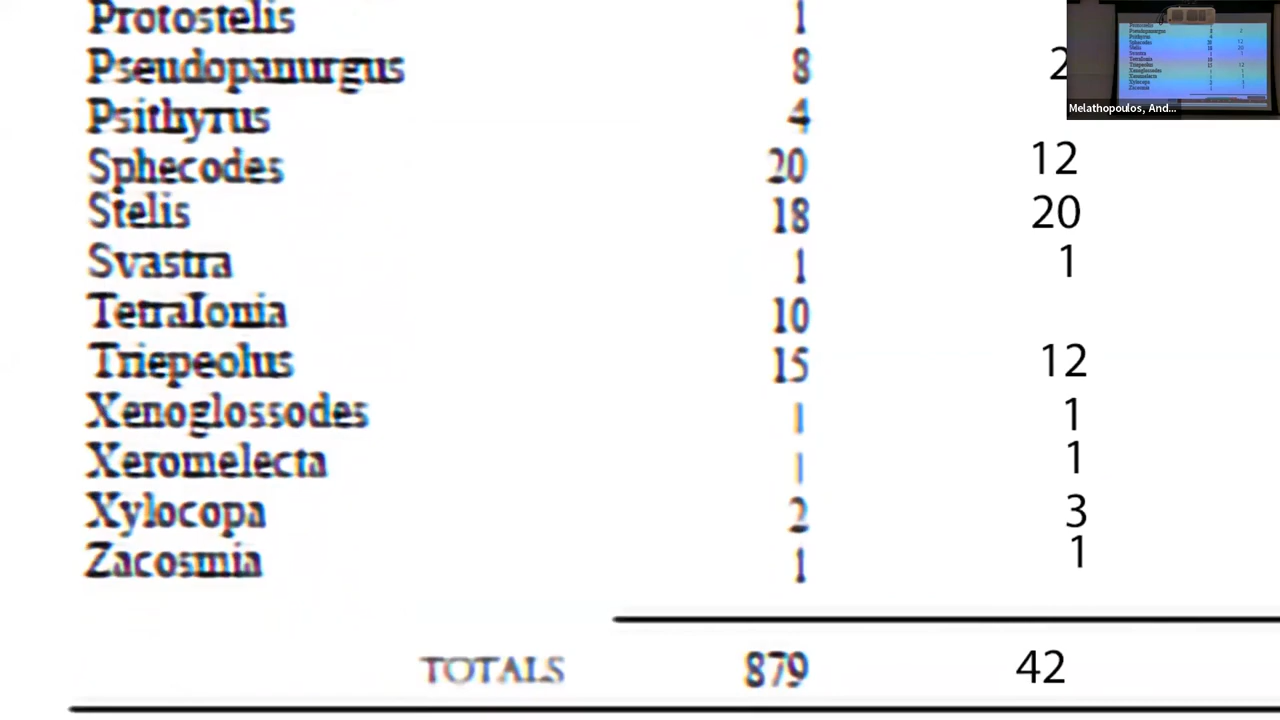 Protostelis 1
Pseudopanurgus 8 2
Psithyrus 4
Sphecodes 20 12
Stelis 18 20
Svastra 1 1
Tetralonia 10
Triepeolus 15 12
Xenoglossodes 1 1
Xeromelecta 1 1
Xylocopa 2 3
Zacosmia 1 1
TOTALS 879 42
Melathopoulos, And...